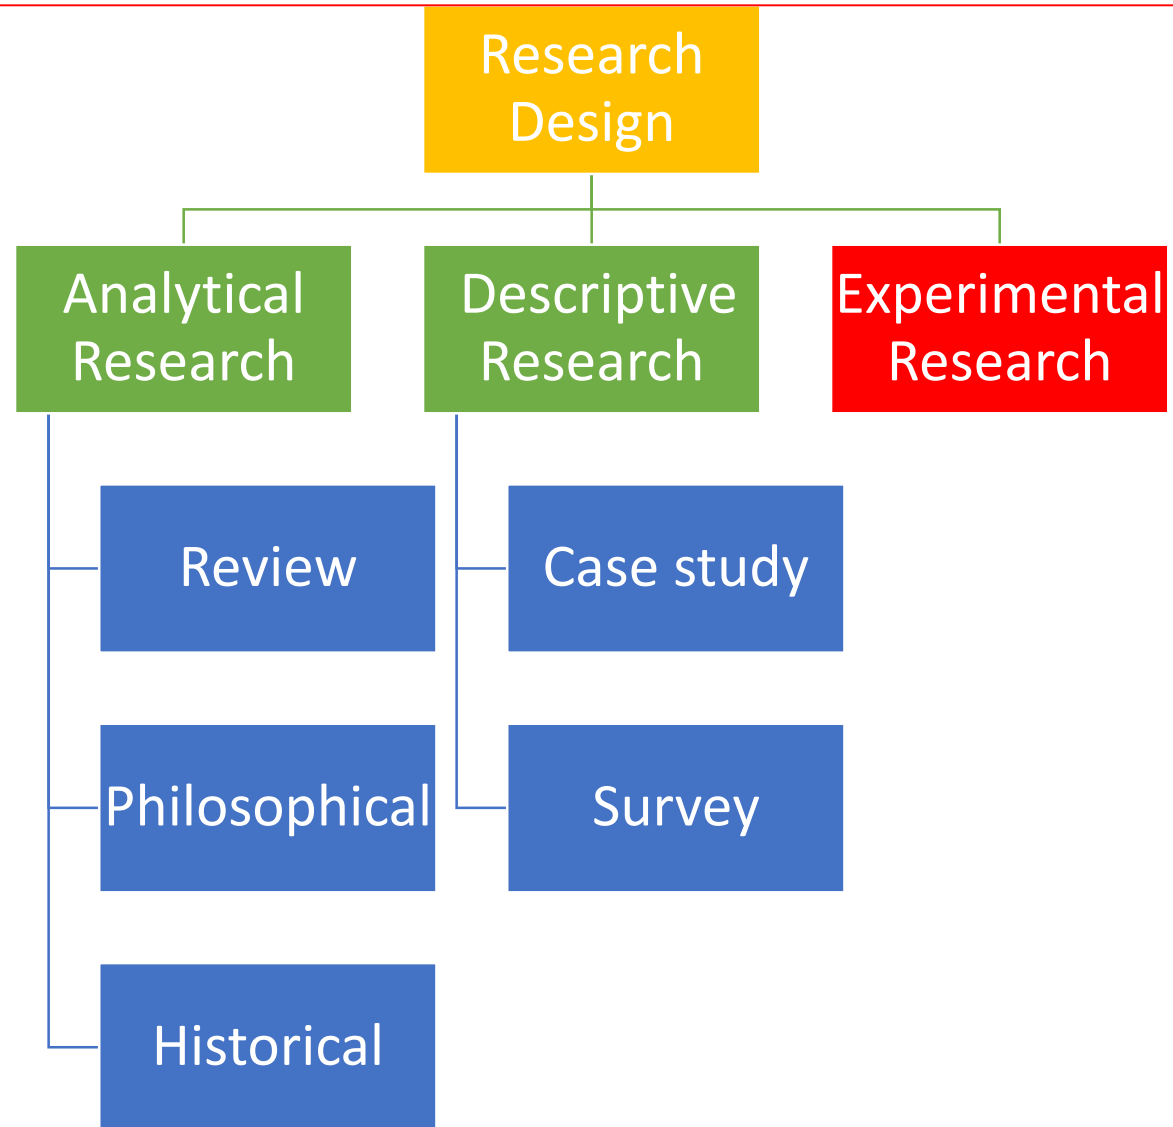 Research
Design
Analytical
Research
Descriptive
Research
Experimental
Research
Review
Case study
Philosophical
Survey
Historical